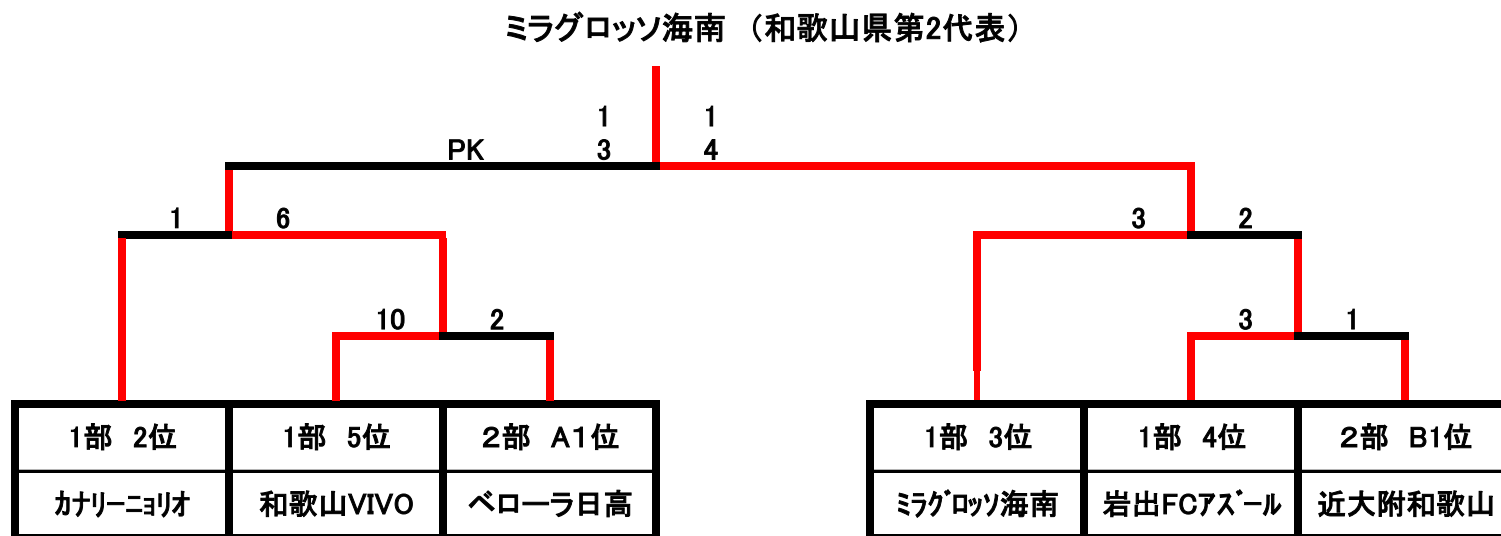 ミラグロッソ海南 （和歌山県第2代表）
1 1
PK 3 4
1 6 3 2
10 2 3 1
1部 2位 1部 5位 2部 A1位 1部 3位 1部 4位 2部 B1位
ｶﾅﾘｰﾆｮﾘｵ 和歌山VIVO ベローラ日高 ﾐﾗｸﾞﾛｯｿ海南 岩出FCｱｽﾞｰﾙ 近大附和歌山